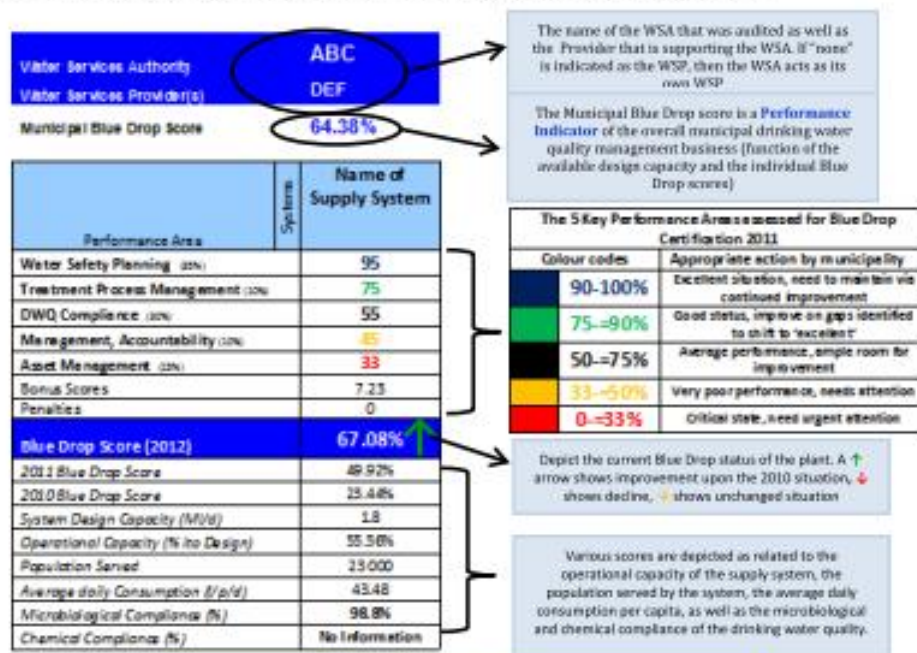 Water Services Authority
ABC
Water Services Provider(s)
DEF
Municipal Blue Drop Score
64.38%
Performance Area
Systems
Name of
Supply System
Water Safety Planning (35%)
95
Treatment Process Management (10%)
75
DWQ Compliance (30%)
55
Management, Accountability (10%)
45
Asset Management (15%)
33
Bonus Scores
7.23
Penalties
0
Blue Drop Score (2012)
67.08%
2011 Blue Drop Score
49.92%
2010 Blue Drop Score
23.44%
System Design Capacity (Ml/d)
1.8
Operational Capacity (% ito Design)
55.56%
Population Served
23 000
Average daily Consumption (l/p/d)
43.48
Microbiological Compliance (%)
98.8%
Chemical Compliance (%)
No Information
The name of the WSA that was audited as well as
the Provider that is supporting the WSA. If "none"
is indicated as the WSP, then the WSA acts as its
own WSP
The Municipal Blue Drop score is a Performance
Indicator of the overall municipal drinking water
quality management business (function of the
available design capacity and the individual Blue
Drop scores)
The 5 Key Performance Areas assessed for Blue Drop
Certification 2011
Colour codes
Appropriate action by municipality
90-100%
Excellent situation, need to maintain via
continued improvement
75-=90%
Good status, improve on gaps identified
to shift to 'excellent'
50-=75%
Average performance, ample room for
improvement
33-=50%
Very poor performance, needs attention
0-=33%
Critical state, need urgent attention
Depict the current Blue Drop status of the plant. A ↑
arrow shows improvement upon the 2010 situation, ↓
shows decline, → shows unchanged situation
Various scores are depicted as related to the
operational capacity of the supply system, the
population served by the system, the average daily
consumption per capita, as well as the microbiological
and chemical compliance of the drinking water quality.